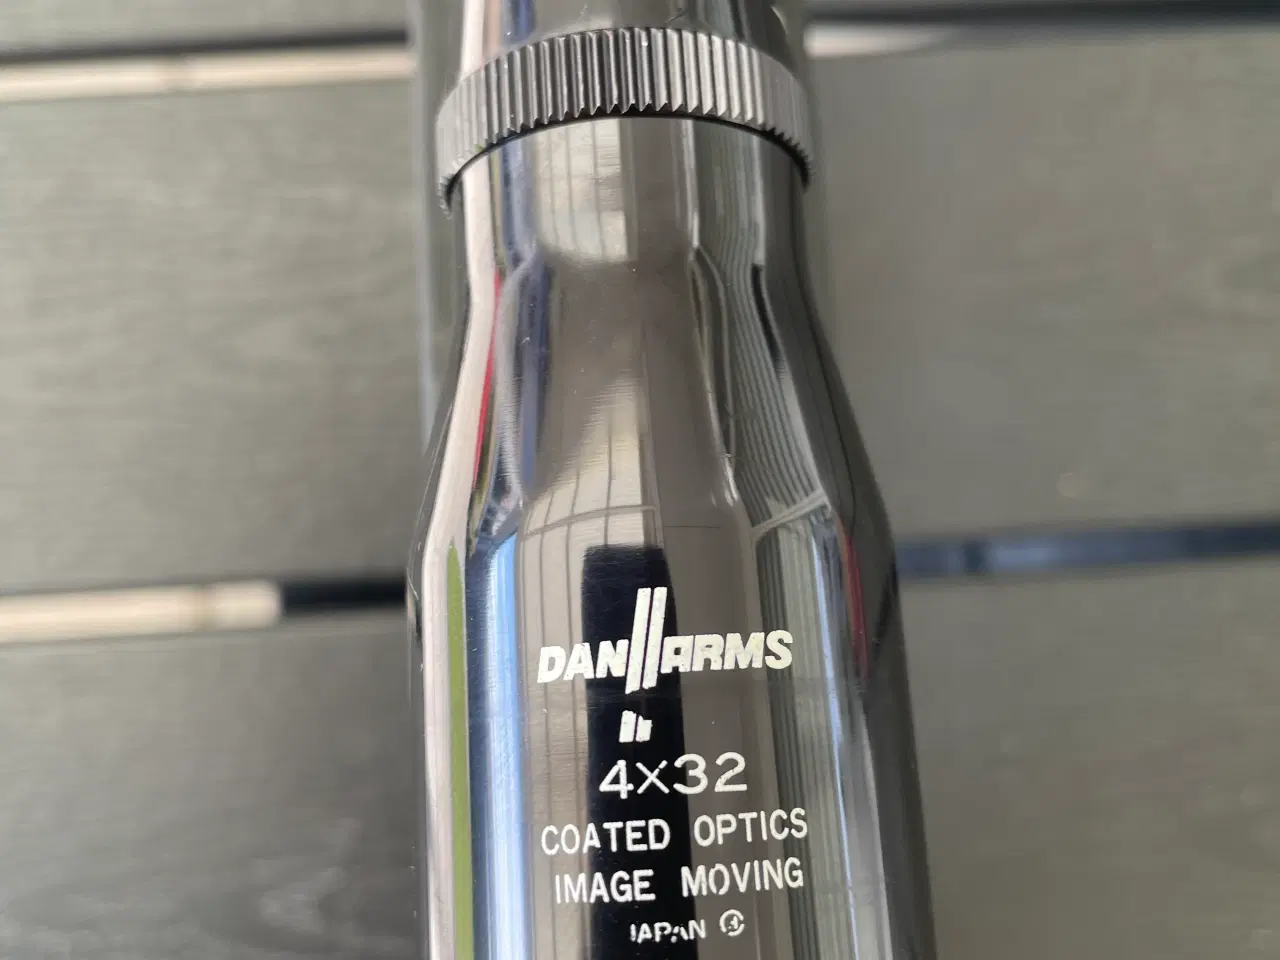 DAN ARMS
4×32
COATED OPTICS
IMAGE MOVING
JAPAN